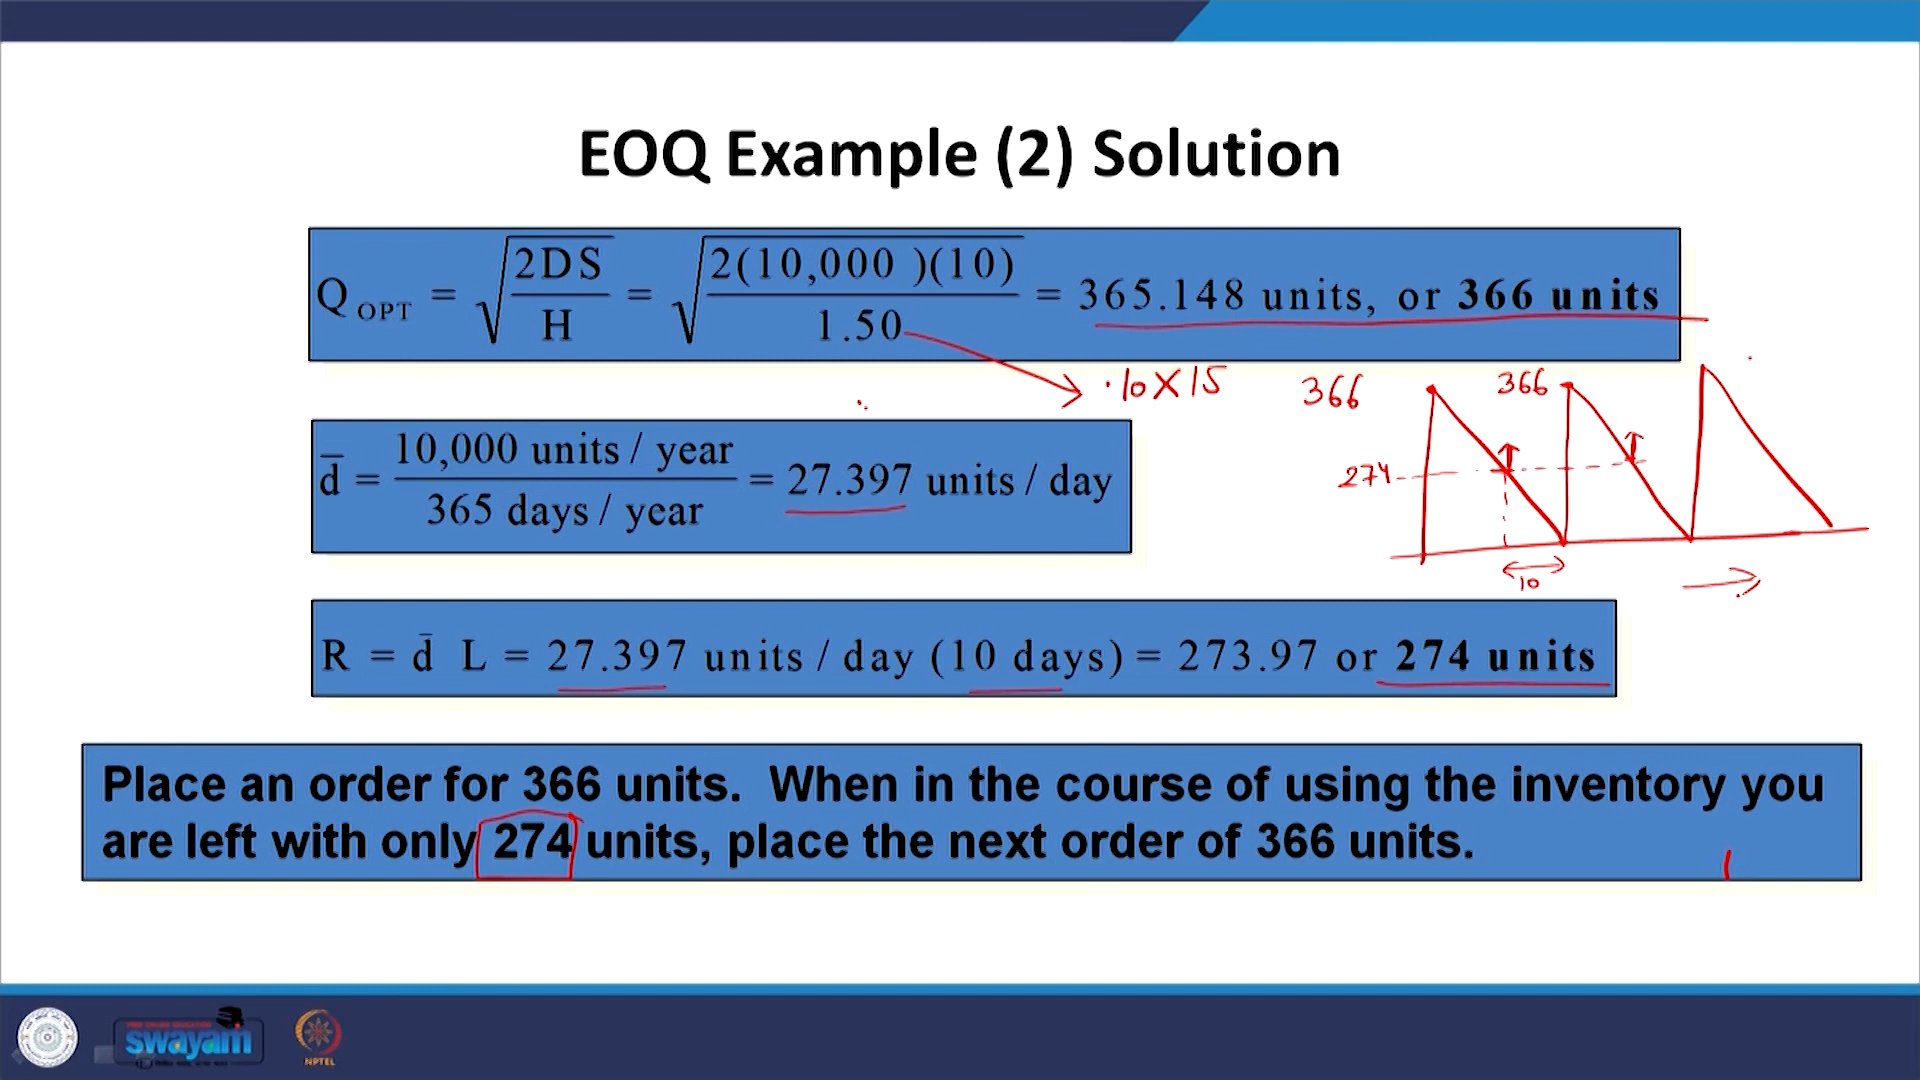 EOQ Example (2) Solution
Q OPT = √(2DS / H) = √(2(10,000 )(10) / 1.50) = 365.148 units, or 366 units
.10 X 15
366
366
274
10
d̄ = 10,000 units / year / 365 days / year = 27.397 units / day
R = d̄ L = 27.397 units / day (10 days) = 273.97 or 274 units
Place an order for 366 units. When in the course of using the inventory you
are left with only 274 units, place the next order of 366 units.
swayam
NPTEL